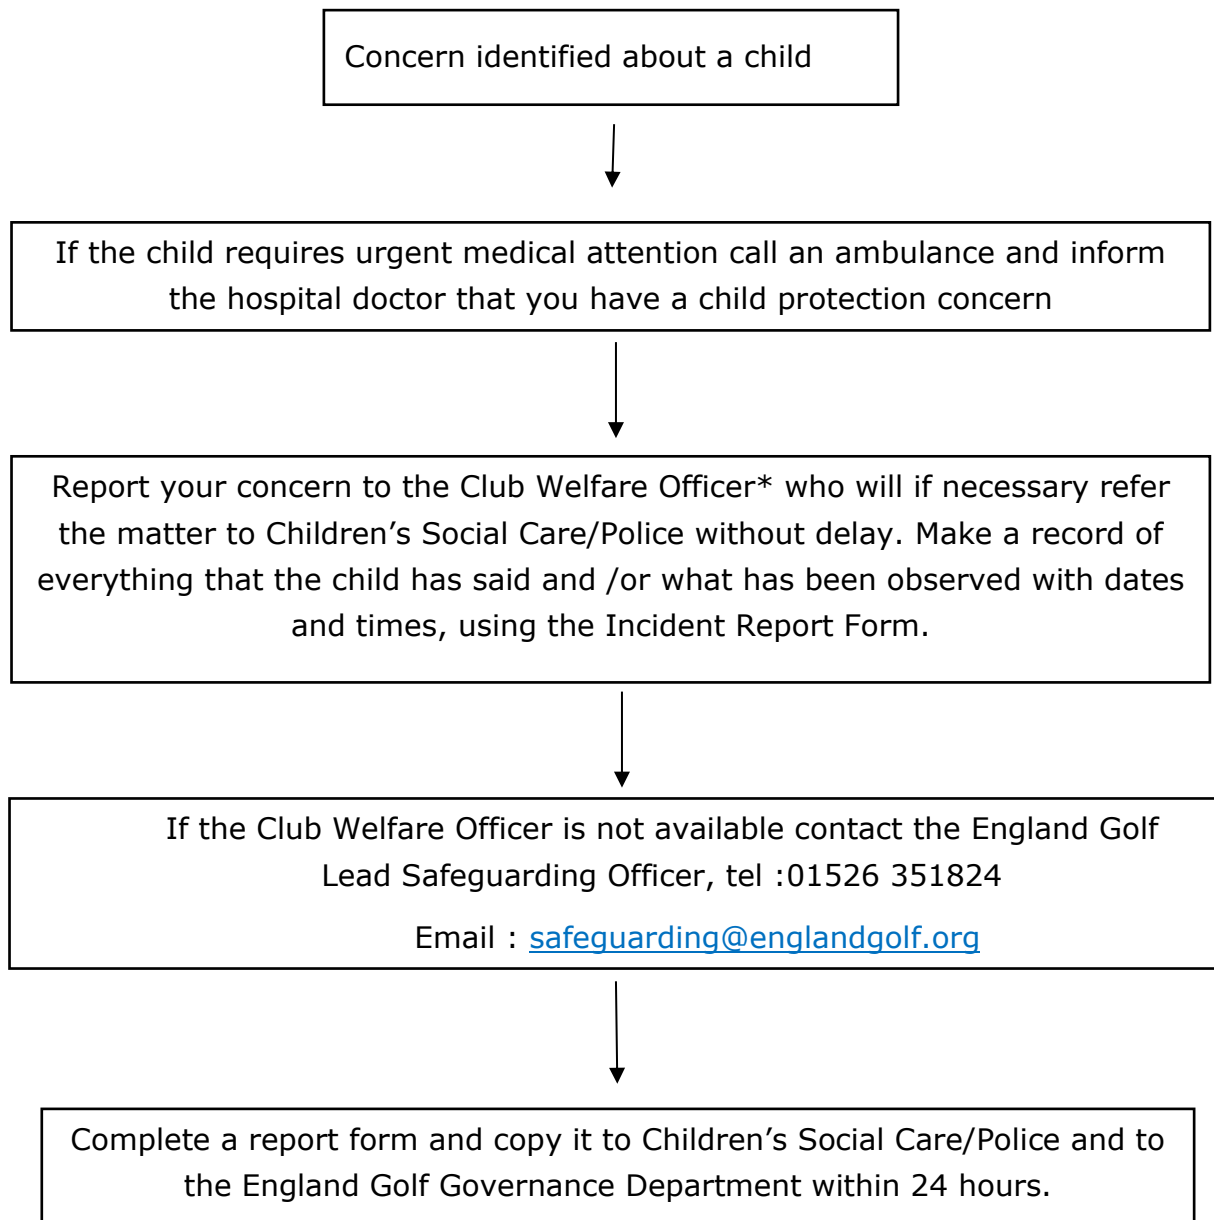 Concern identified about a child
If the child requires urgent medical attention call an ambulance and inform
the hospital doctor that you have a child protection concern
Report your concern to the Club Welfare Officer* who will if necessary refer
the matter to Children’s Social Care/Police without delay. Make a record of
everything that the child has said and /or what has been observed with dates
and times, using the Incident Report Form.
If the Club Welfare Officer is not available contact the England Golf
Lead Safeguarding Officer, tel :01526 351824
Email : safeguarding@englandgolf.org
Complete a report form and copy it to Children’s Social Care/Police and to
the England Golf Governance Department within 24 hours.